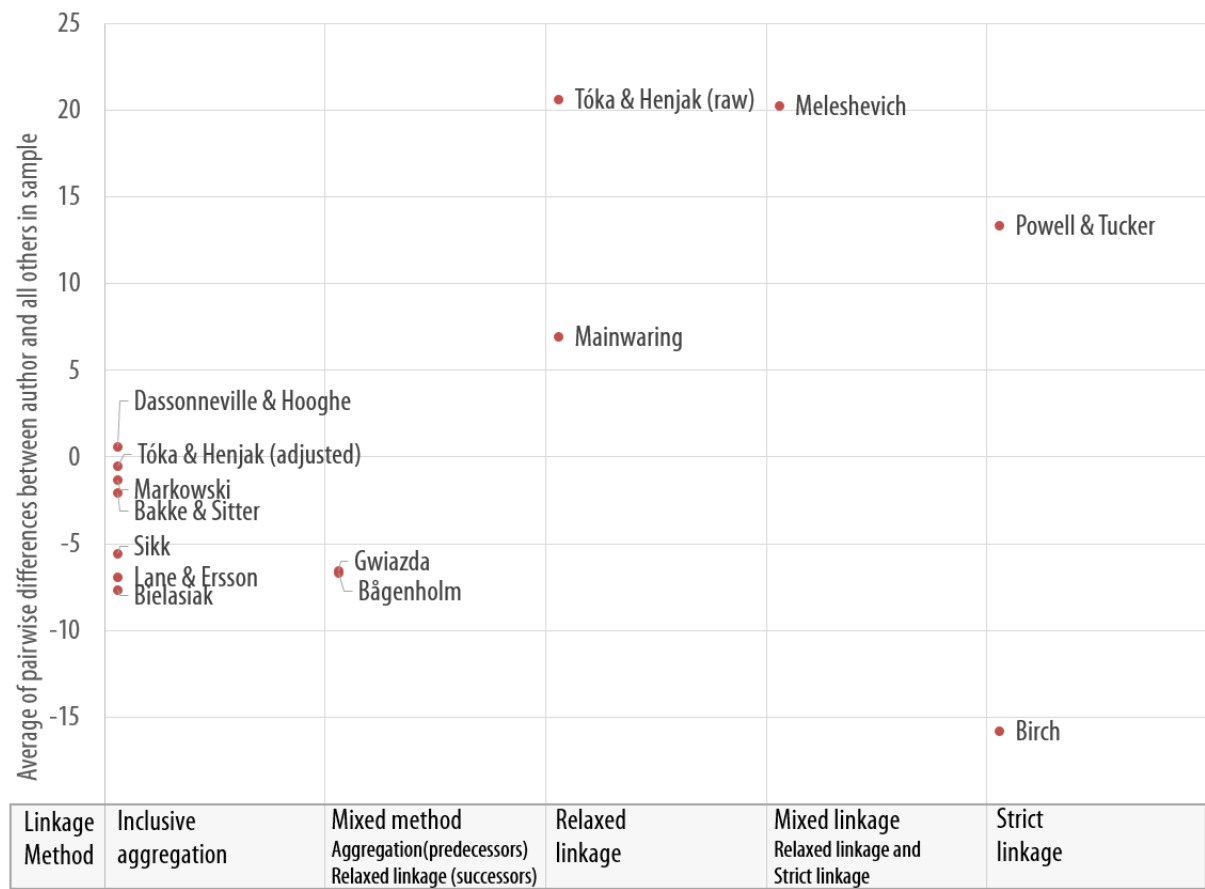 Average of pairwise differences between author and all others in sample
25
20
15
10
5
0
-5
-10
-15
Tóka & Henjak (raw)
Meleshevich
Powell & Tucker
Mainwaring
Dassonneville & Hooghe
Tóka & Henjak (adjusted)
Markowski
Bakke & Sitter
Sikk
Lane & Ersson
Bielasiak
Gwiazda
Bågenholm
Birch
Linkage
Method
Inclusive
aggregation
Mixed method
Aggregation(predecessors)
Relaxed linkage (successors)
Relaxed
linkage
Mixed linkage
Relaxed linkage and
Strict linkage
Strict
linkage